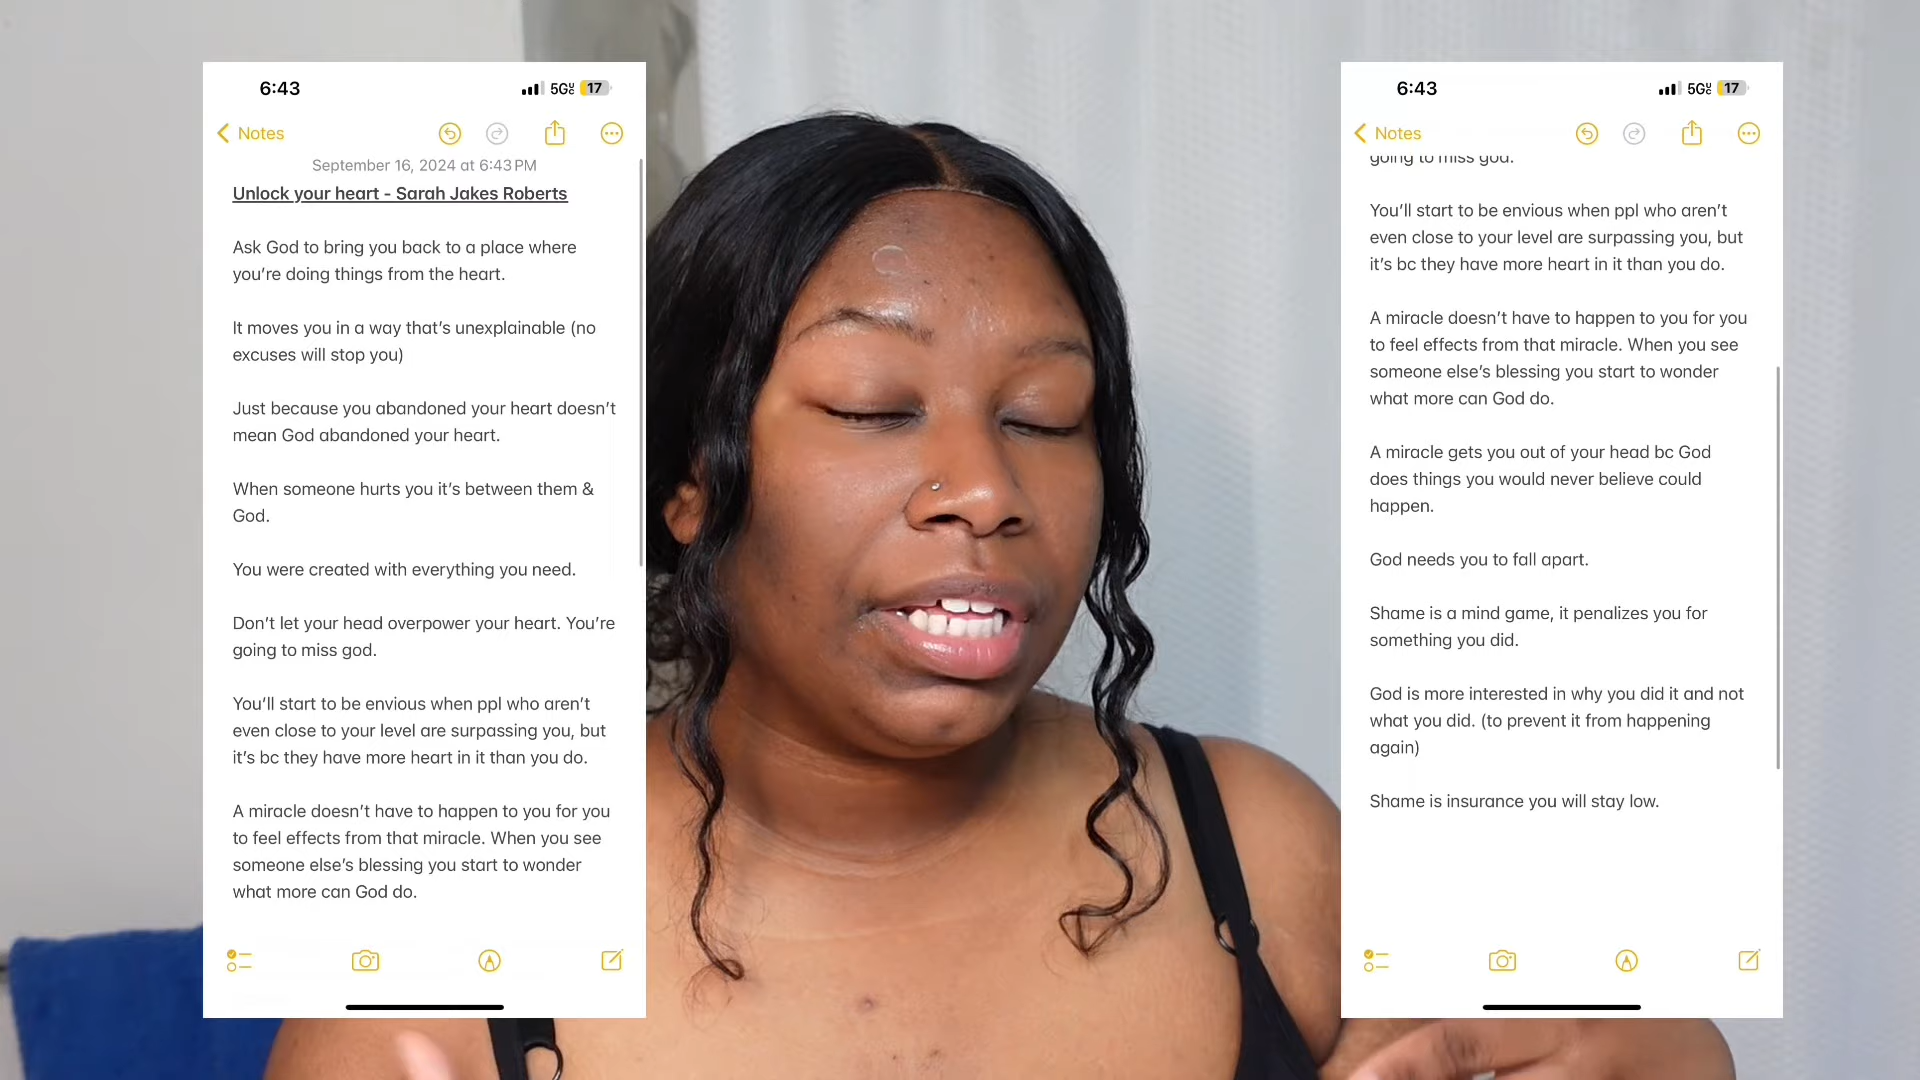 6:43
5G
17
Notes
September 16, 2024 at 6:43 PM
Unlock your heart - Sarah Jakes Roberts
Ask God to bring you back to a place where
you’re doing things from the heart.
It moves you in a way that’s unexplainable (no
excuses will stop you)
Just because you abandoned your heart doesn’t
mean God abandoned your heart.
When someone hurts you it’s between them &
God.
You were created with everything you need.
Don’t let your head overpower your heart. You’re
going to miss god.
You’ll start to be envious when ppl who aren’t
even close to your level are surpassing you, but
it’s bc they have more heart in it than you do.
A miracle doesn’t have to happen to you for you
to feel effects from that miracle. When you see
someone else’s blessing you start to wonder
what more can God do.
6:43
5G
17
Notes
going to miss god.
You’ll start to be envious when ppl who aren’t
even close to your level are surpassing you, but
it’s bc they have more heart in it than you do.
A miracle doesn’t have to happen to you for you
to feel effects from that miracle. When you see
someone else’s blessing you start to wonder
what more can God do.
A miracle gets you out of your head bc God
does things you would never believe could
happen.
God needs you to fall apart.
Shame is a mind game, it penalizes you for
something you did.
God is more interested in why you did it and not
what you did. (to prevent it from happening
again)
Shame is insurance you will stay low.